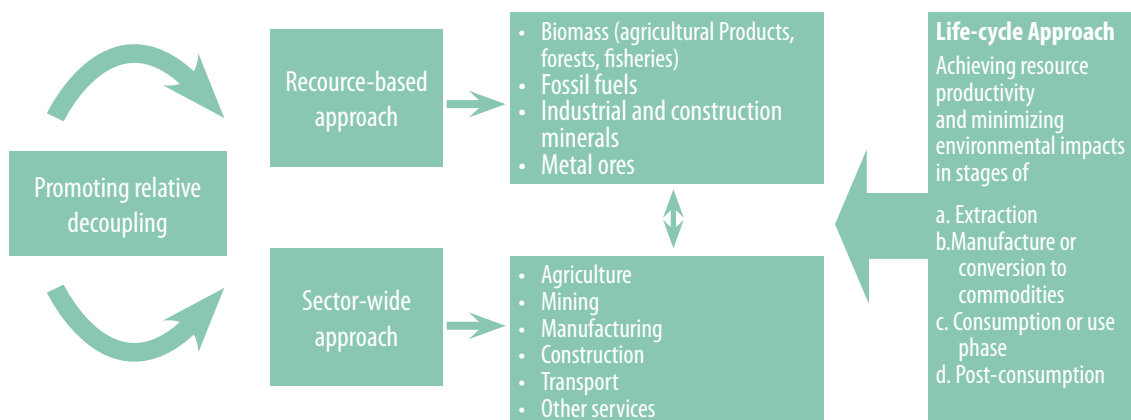 Promoting relative
decoupling
Recource-based
approach
• Biomass (agricultural Products,
forests, fisheries)
• Fossil fuels
• Industrial and construction
minerals
• Metal ores
Sector-wide
approach
• Agriculture
• Mining
• Manufacturing
• Construction
• Transport
• Other services
Life-cycle Approach
Achieving resource
productivity
and minimizing
environmental impacts
in stages of
a. Extraction
b.Manufacture or
conversion to
commodities
c. Consumption or use
phase
d. Post-consumption